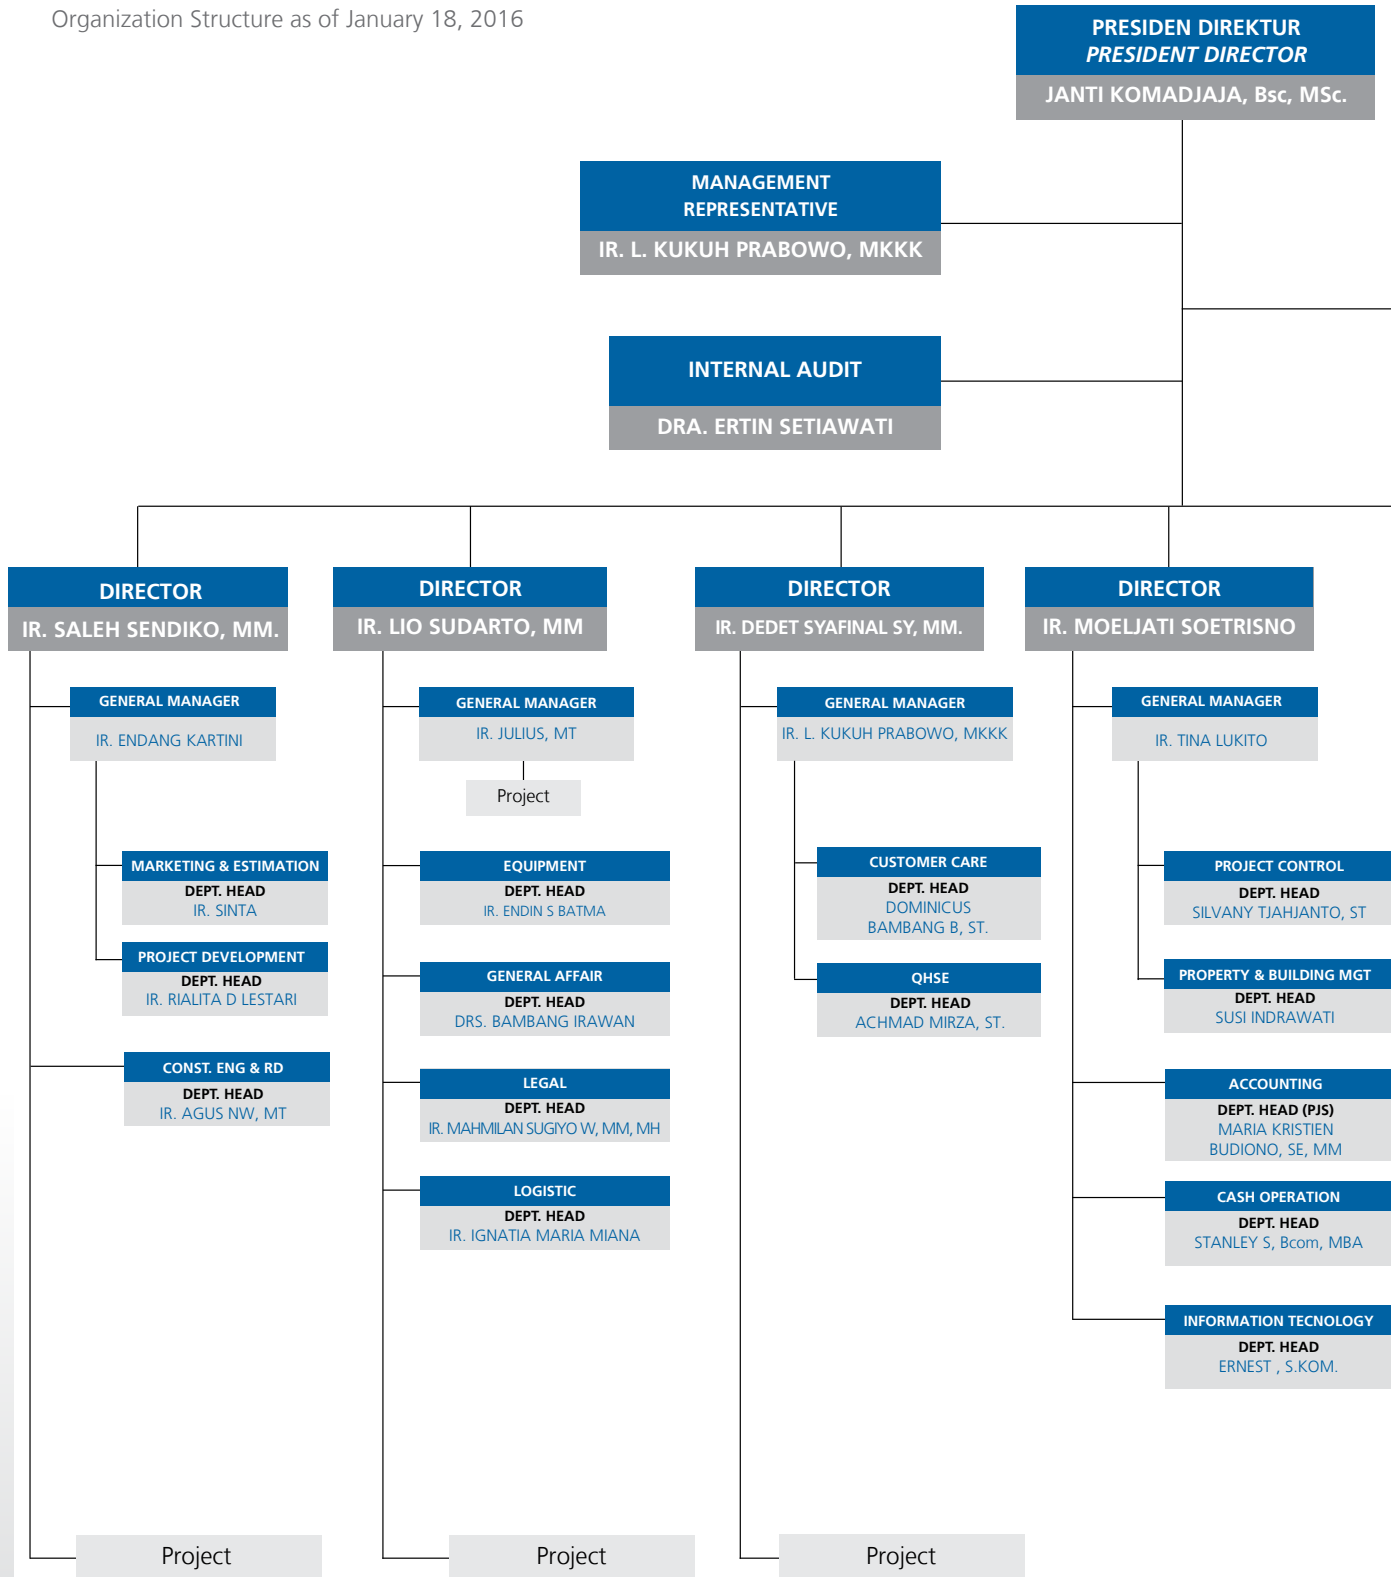 Organization Structure as of January 18, 2016
PRESIDEN DIREKTUR
PRESIDENT DIRECTOR
JANTI KOMADJAJA, Bsc, MSc.
MANAGEMENT
REPRESENTATIVE
IR. L. KUKUH PRABOWO, MKKK
INTERNAL AUDIT
DRA. ERTIN SETIAWATI
DIRECTOR
IR. SALEH SENDIKO, MM.
GENERAL MANAGER
IR. ENDANG KARTINI
MARKETING & ESTIMATION
DEPT. HEAD
IR. SINTA
PROJECT DEVELOPMENT
DEPT. HEAD
IR. RIALITA D LESTARI
CONST. ENG & RD
DEPT. HEAD
IR. AGUS NW, MT
Project
DIRECTOR
IR. LIO SUDARTO, MM
GENERAL MANAGER
IR. JULIUS, MT
Project
EQUIPMENT
DEPT. HEAD
IR. ENDIN S BATMA
GENERAL AFFAIR
DEPT. HEAD
DRS. BAMBANG IRAWAN
LEGAL
DEPT. HEAD
IR. MAHMILAN SUGIYO W, MM, MH
LOGISTIC
DEPT. HEAD
IR. IGNATIA MARIA MIANA
Project
DIRECTOR
IR. DEDET SYAFINAL SY, MM.
GENERAL MANAGER
IR. L. KUKUH PRABOWO, MKKK
CUSTOMER CARE
DEPT. HEAD
DOMINICUS
BAMBANG B, ST.
QHSE
DEPT. HEAD
ACHMAD MIRZA, ST.
Project
DIRECTOR
IR. MOELJATI SOETRISNO
GENERAL MANAGER
IR. TINA LUKITO
PROJECT CONTROL
DEPT. HEAD
SILVANY TJAHJANTO, ST
PROPERTY & BUILDING MGT
DEPT. HEAD
SUSI INDRAWATI
ACCOUNTING
DEPT. HEAD (PJS)
MARIA KRISTIEN
BUDIONO, SE, MM
CASH OPERATION
DEPT. HEAD
STANLEY S, Bcom, MBA
INFORMATION TECNOLOGY
DEPT. HEAD
ERNEST , S.KOM.